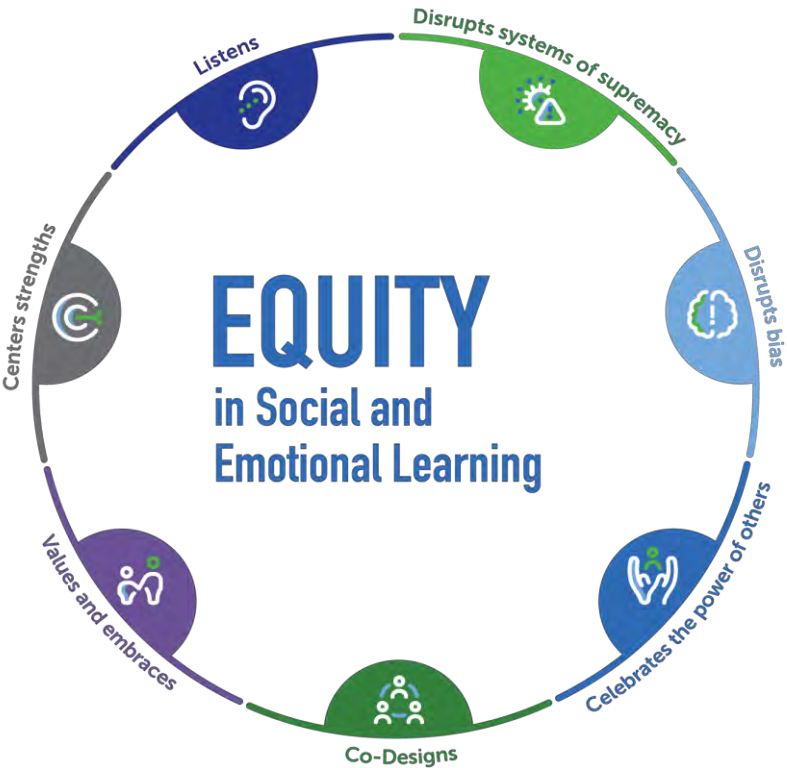 Listens
Disrupts systems of supremacy
Disrupts bias
Celebrates the power of others
Co-Designs
Values and embraces
Centers strengths
EQUITY
in Social and
Emotional Learning